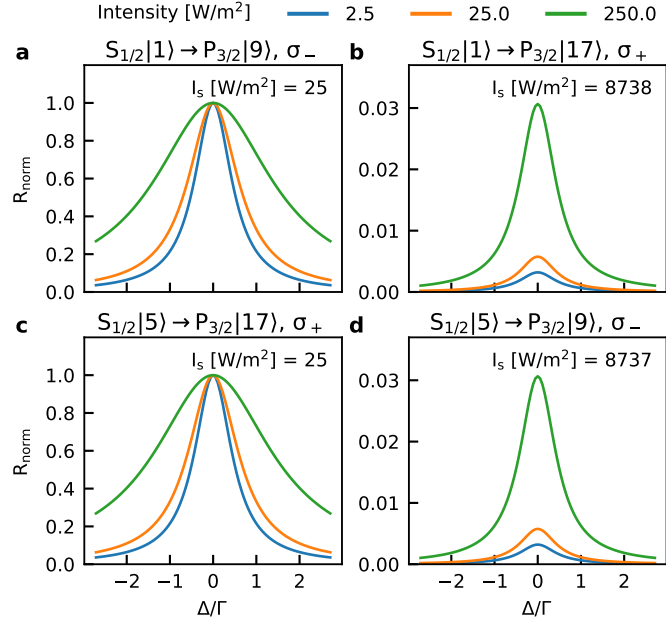 Intensity [W/m²] 2.5 25.0 250.0
a S₁/₂|1⟩ → P₃/₂|9⟩, σ₋
b S₁/₂|1⟩ → P₃/₂|17⟩, σ₊
Iₛ [W/m²] = 25
Iₛ [W/m²] = 8738
R_norm
1.0
0.8
0.6
0.4
0.2
0.0
0.03
0.02
0.01
0.00
c S₁/₂|5⟩ → P₃/₂|17⟩, σ₊
d S₁/₂|5⟩ → P₃/₂|9⟩, σ₋
Iₛ [W/m²] = 25
Iₛ [W/m²] = 8737
R_norm
1.0
0.8
0.6
0.4
0.2
0.0
0.03
0.02
0.01
0.00
−2 −1 0 1 2
−2 −1 0 1 2
Δ/Γ
Δ/Γ